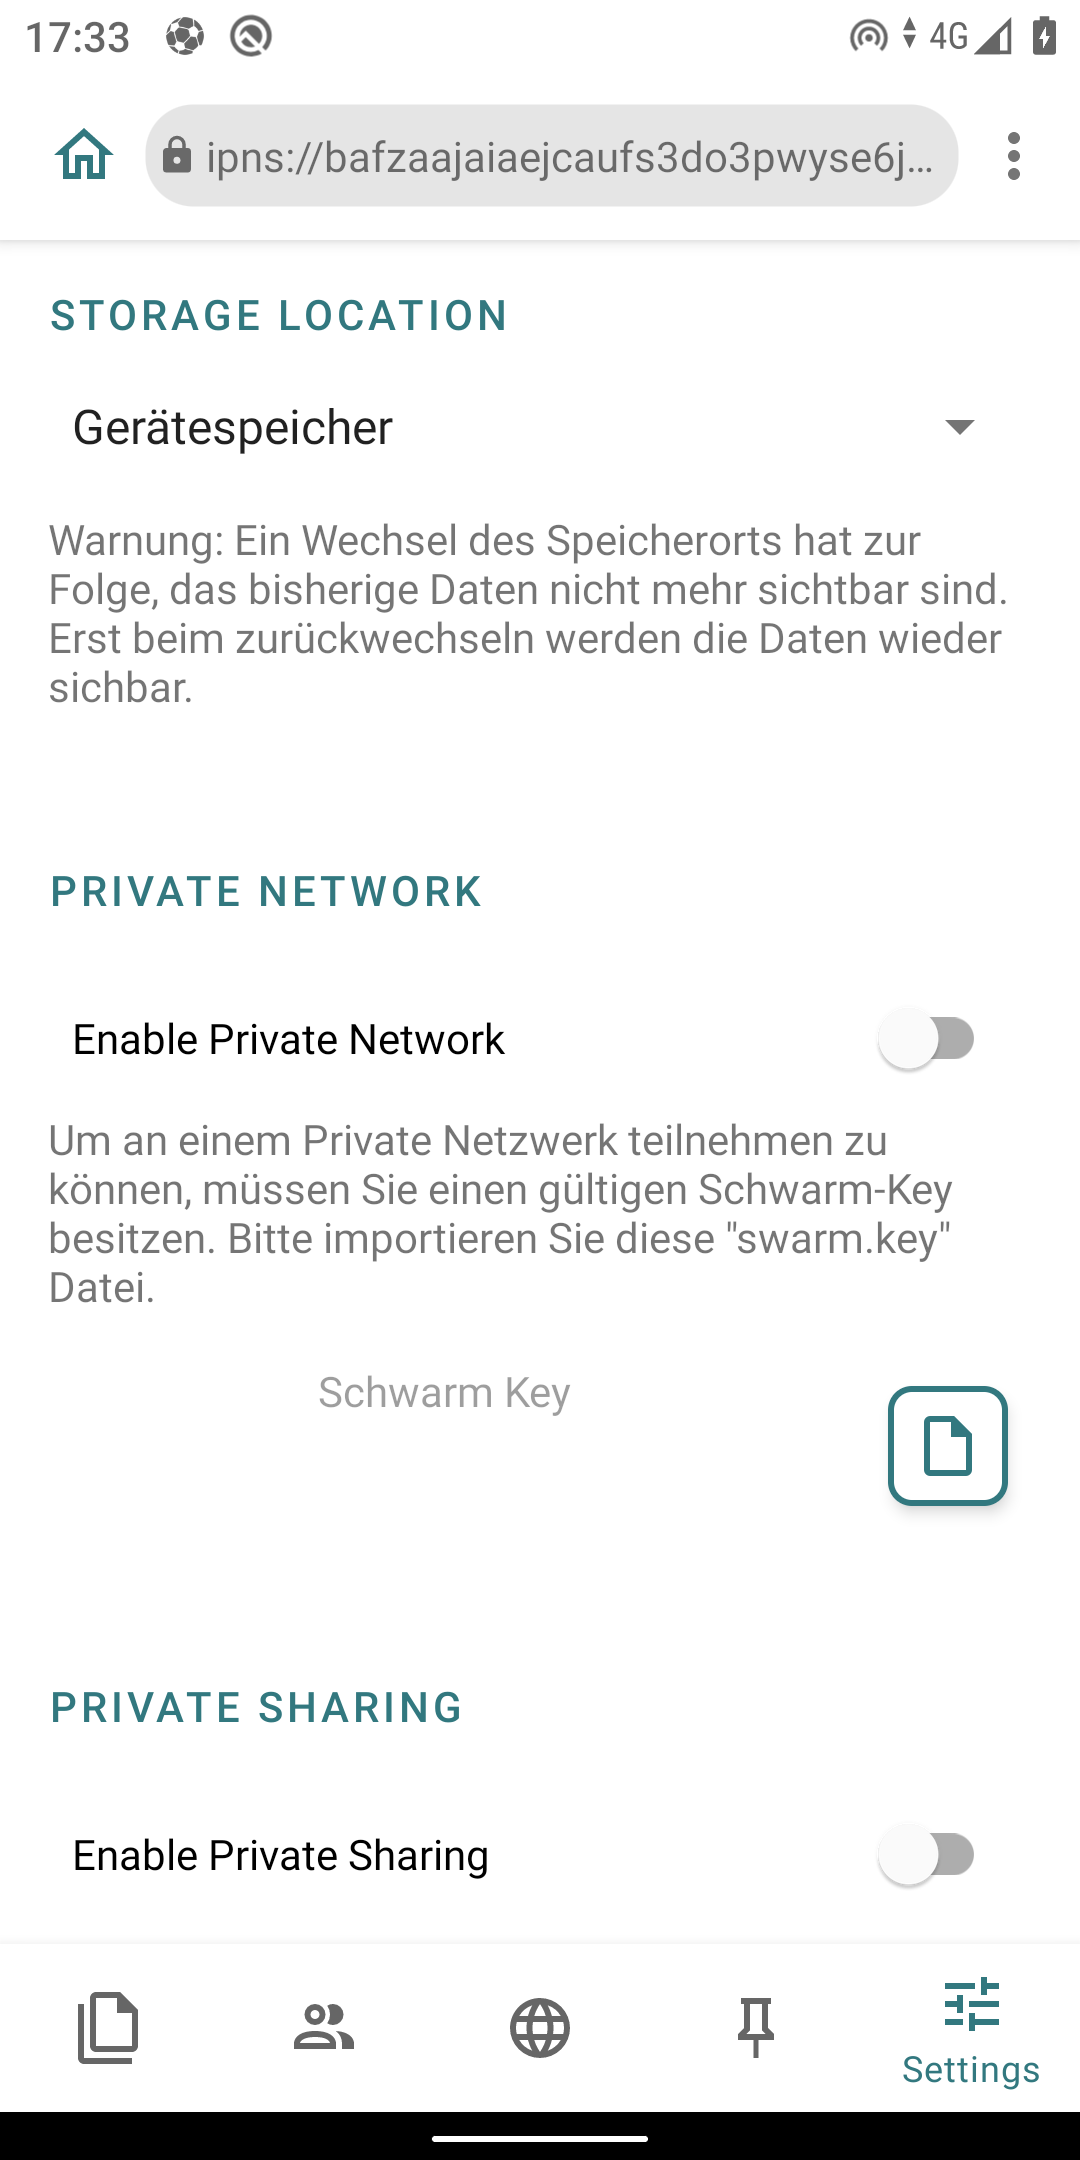 17:33
4G
ipns://bafzaajaiaejcaufs3do3pwyse6j...
STORAGE LOCATION
Gerätespeicher
Warnung: Ein Wechsel des Speicherorts hat zur
Folge, das bisherige Daten nicht mehr sichtbar sind.
Erst beim zurückwechseln werden die Daten wieder
sichbar.
PRIVATE NETWORK
Enable Private Network
Um an einem Private Netzwerk teilnehmen zu
können, müssen Sie einen gültigen Schwarm-Key
besitzen. Bitte importieren Sie diese "swarm.key"
Datei.
Schwarm Key
PRIVATE SHARING
Enable Private Sharing
Settings